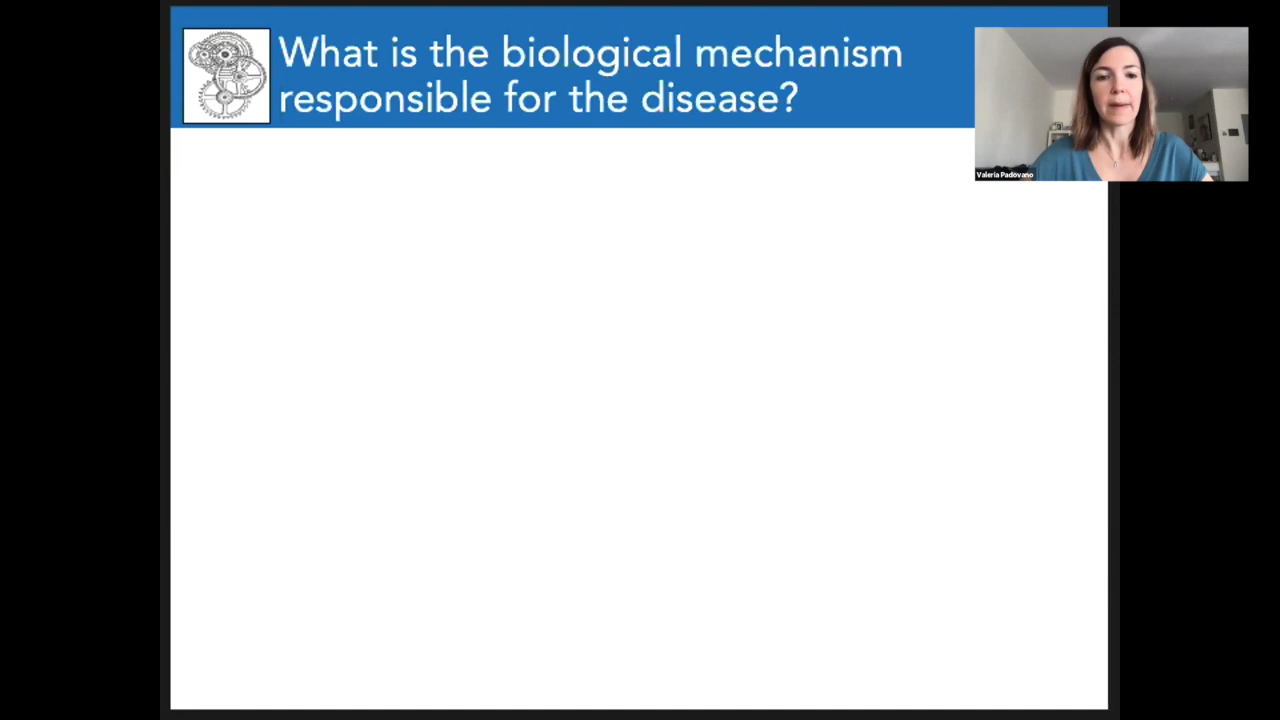 What is the biological mechanism
responsible for the disease?
Valeria Padovano